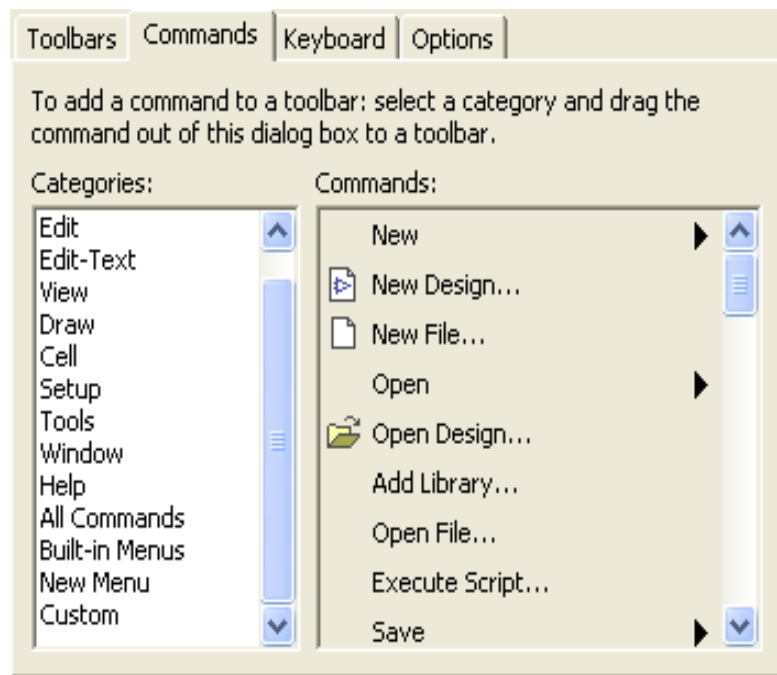 Toolbars Commands Keyboard Options
To add a command to a toolbar: select a category and drag the
command out of this dialog box to a toolbar.
Categories:
Edit
Edit-Text
View
Draw
Cell
Setup
Tools
Window
Help
All Commands
Built-in Menus
New Menu
Custom
Commands:
New
New Design...
New File...
Open
Open Design...
Add Library...
Open File...
Execute Script...
Save